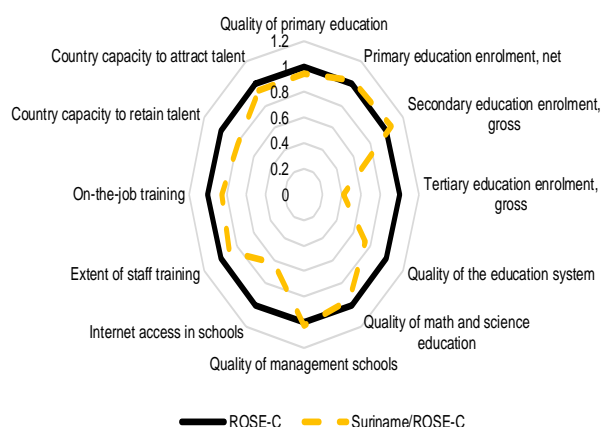 Quality of primary education
1.2
1
0.8
0.6
0.4
0.2
0
Primary education enrolment, net
Secondary education enrolment,
gross
Tertiary education enrolment,
gross
Quality of the education system
Quality of math and science
education
Quality of management schools
Internet access in schools
Extent of staff training
On-the-job training
Country capacity to retain talent
Country capacity to attract talent
ROSE-C
Suriname/ROSE-C